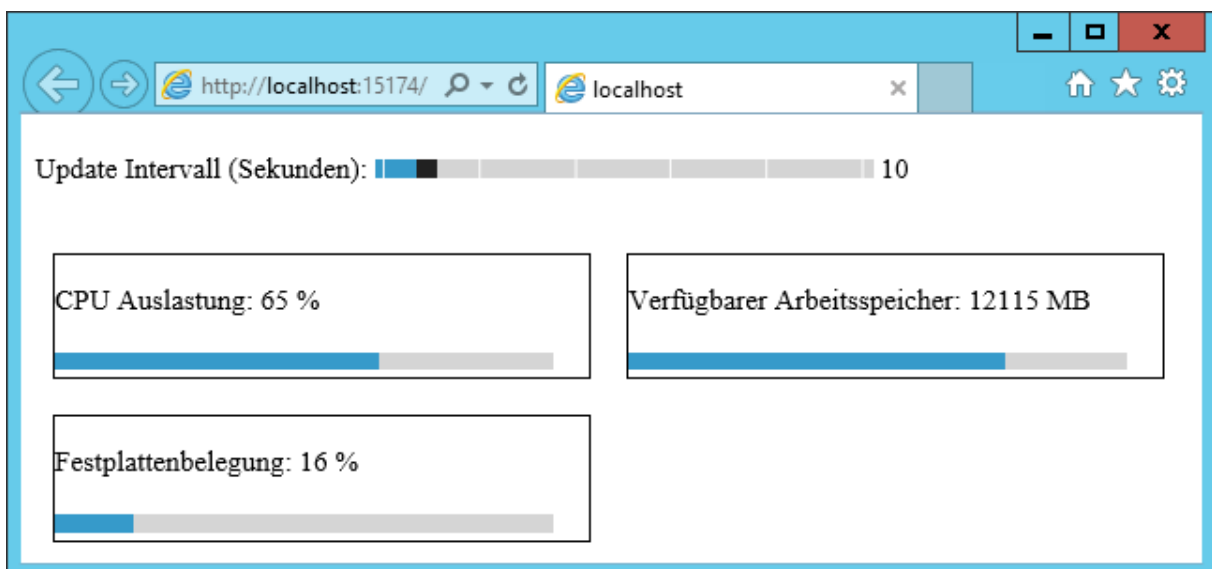 http://localhost:15174/
localhost
Update Intervall (Sekunden): 10
CPU Auslastung: 65 %
Verfügbarer Arbeitsspeicher: 12115 MB
Festplattenbelegung: 16 %